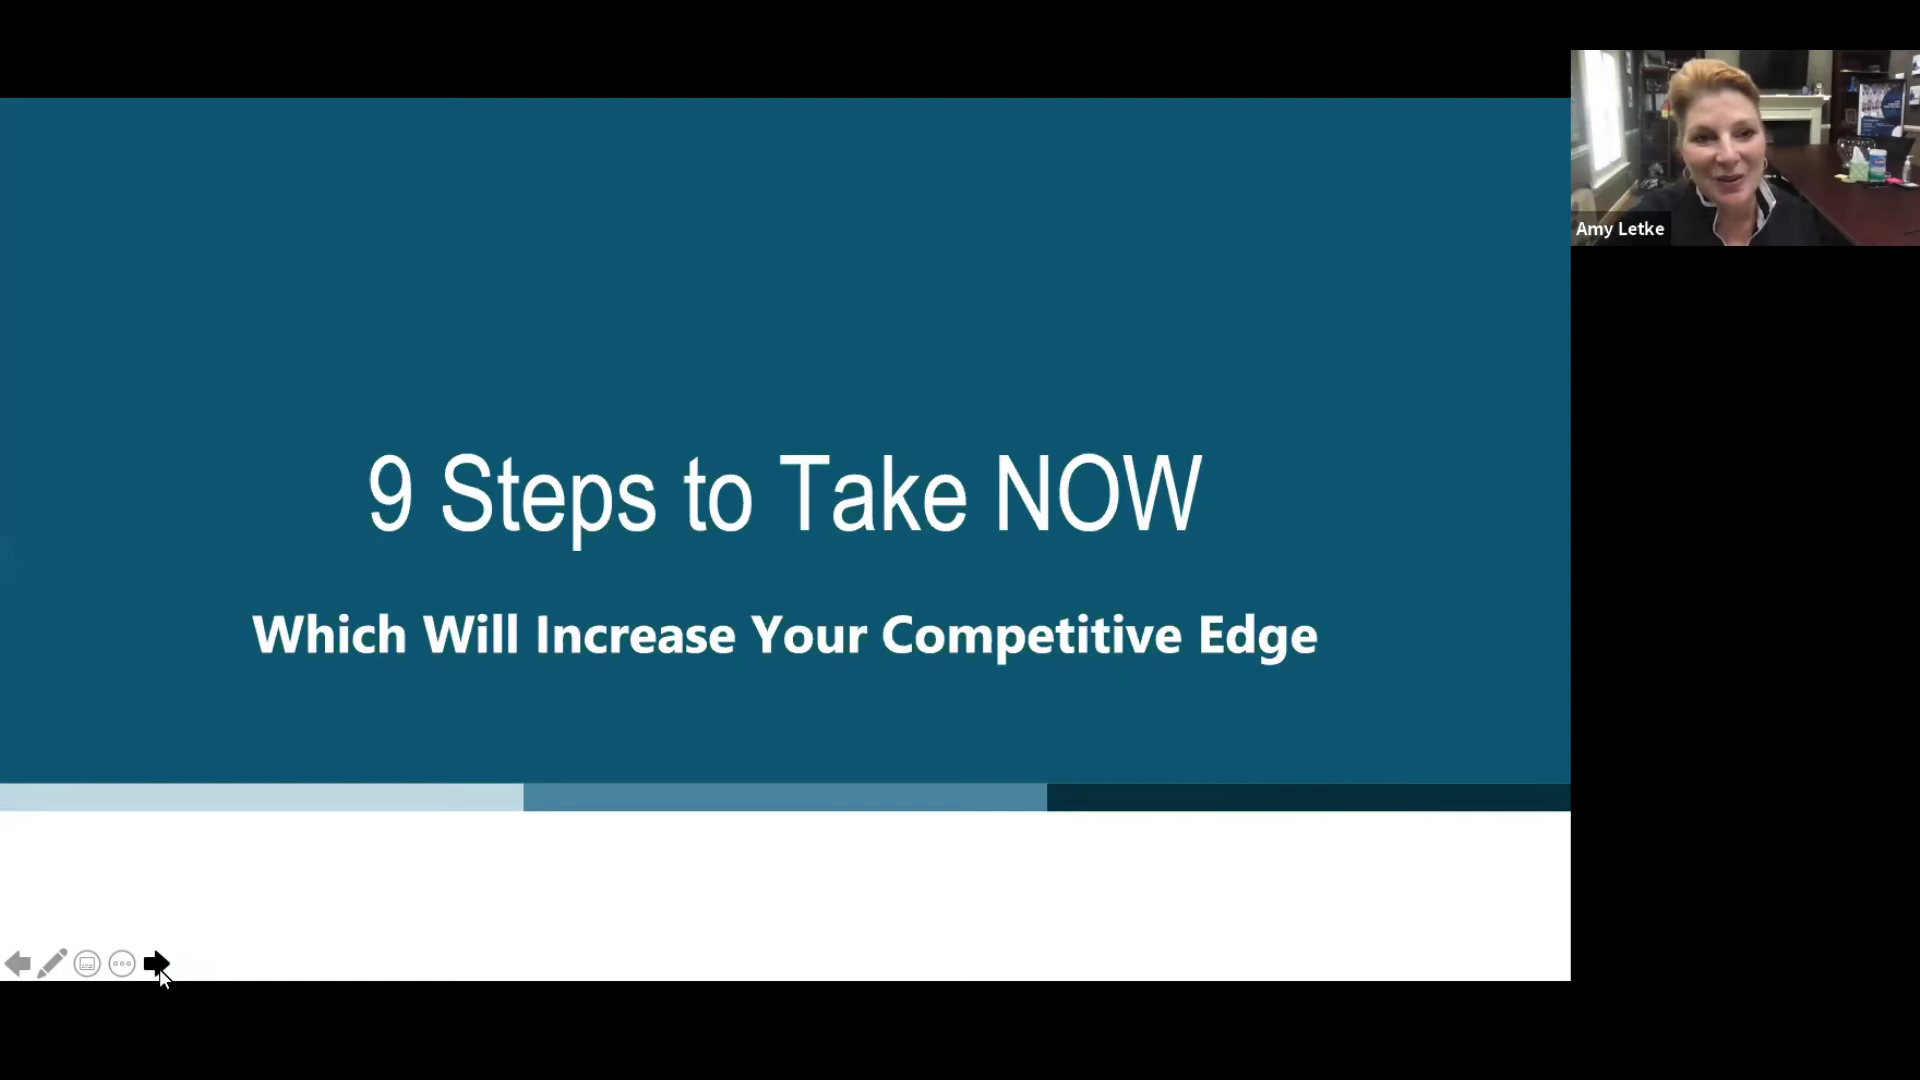 9 Steps to Take NOW
Which Will Increase Your Competitive Edge
Amy Letke